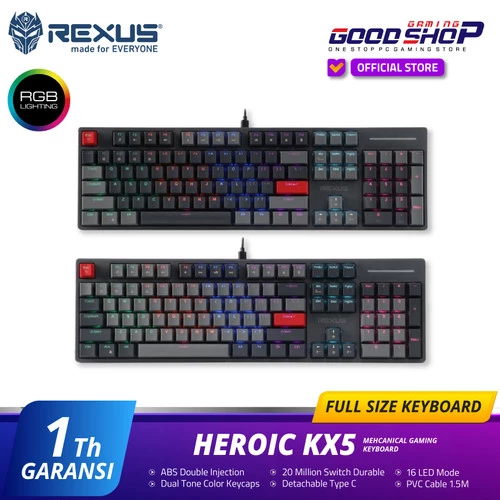 REXUS®
made for EVERYONE
GAMING
GOODSHOP
ONE STOP PC GAMING STORE
OFFICIAL STORE
RGB
LIGHTING
REXUS
FULL SIZE KEYBOARD
1Th
GARANSI
HEROIC KX5
MEHCANICAL GAMING
KEYBOARD
• ABS Double Injection • 20 Million Switch Durable • 16 LED Mode
• Dual Tone Color Keycaps • Detachable Type C • PVC Cable 1.5M